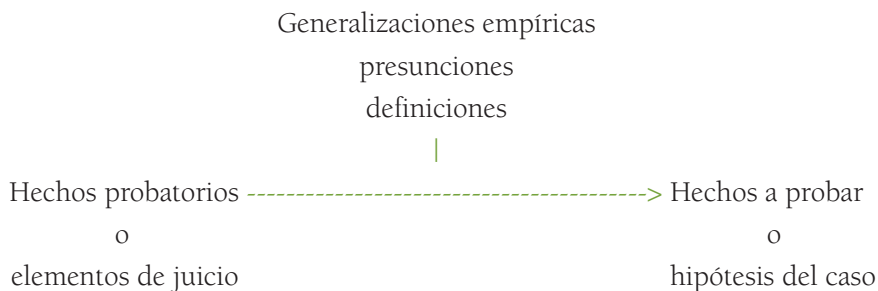 Generalizaciones empíricas
presunciones
definiciones
|
Hechos probatorios -----------------------------------------> Hechos a probar
o o
elementos de juicio hipótesis del caso